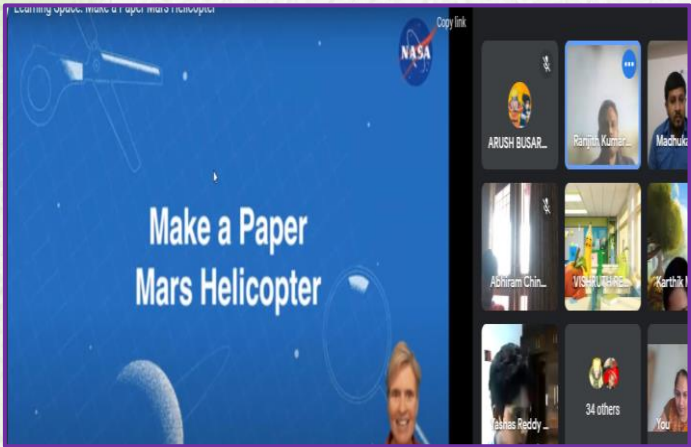 Learning Space: Make a Paper Mars Helicopter
Copy link
NASA
Make a Paper
Mars Helicopter
ARUSH BUSAR...
Ranjith Kumar...
Madhuka
Abhiram Chin...
VISHRUTH RE...
Karthik
Tashas Reddy ...
34 others
You